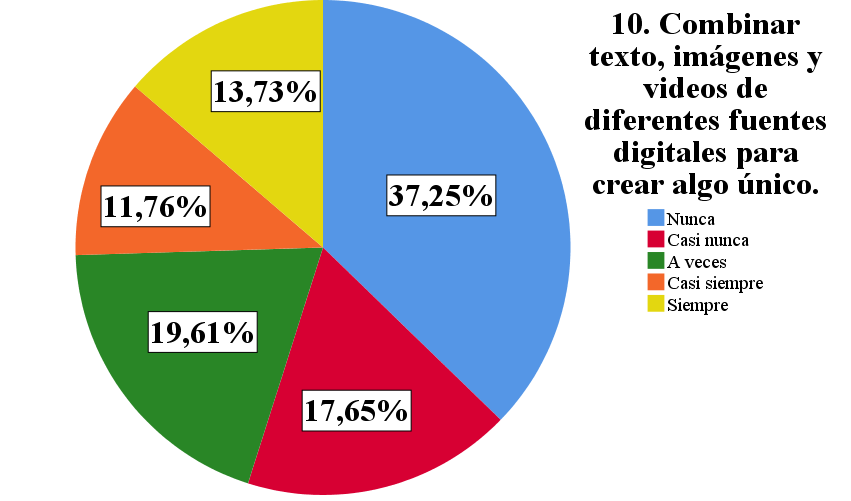 10. Combinar
texto, imágenes y
videos de
diferentes fuentes
digitales para
crear algo único.
Nunca
Casi nunca
A veces
Casi siempre
Siempre
13,73%
37,25%
11,76%
19,61%
17,65%